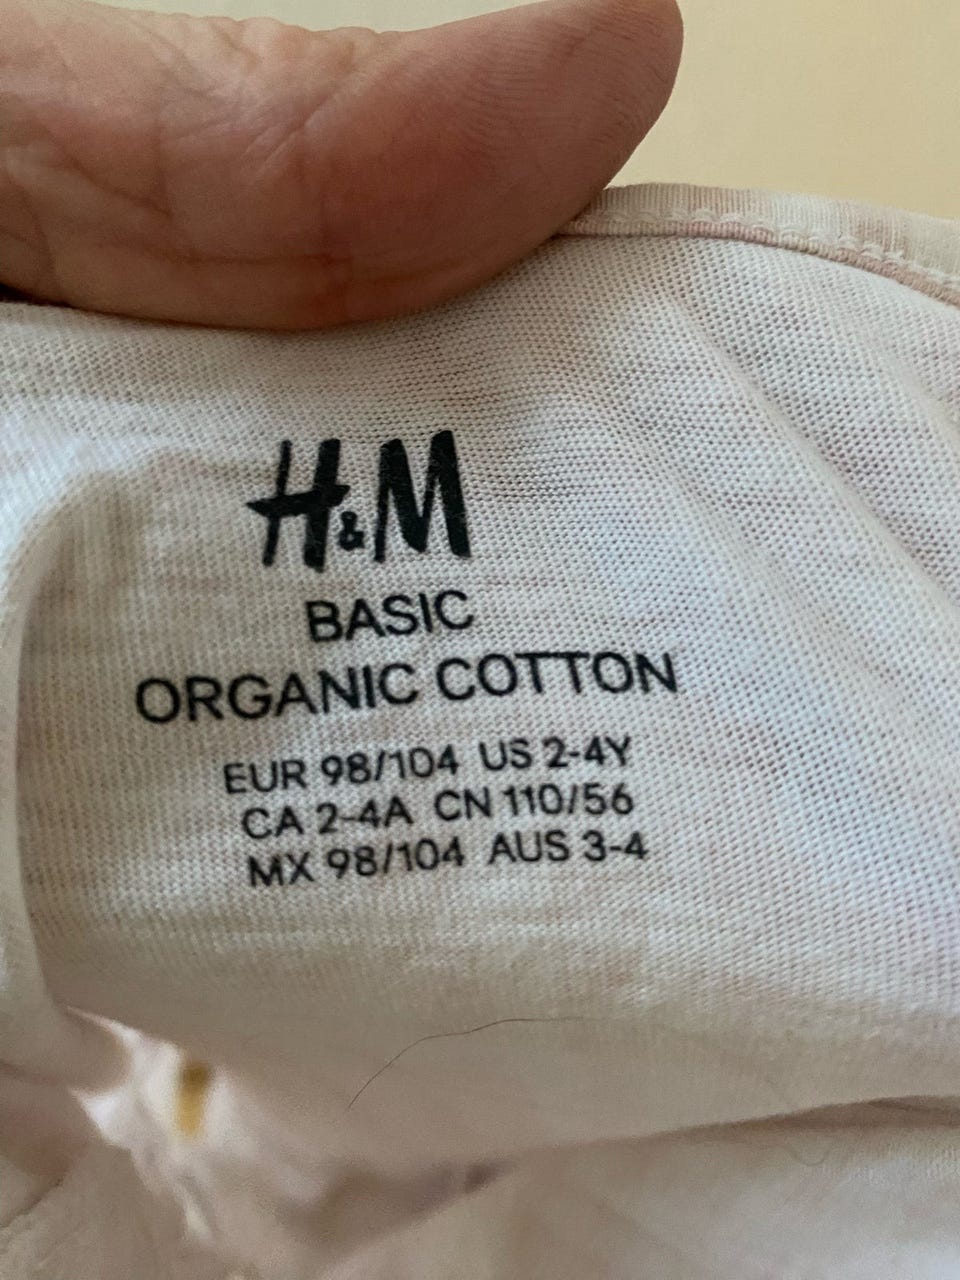 H&M
BASIC
ORGANIC COTTON
EUR 98/104 US 2-4Y
CA 2-4A CN 110/56
MX 98/104 AUS 3-4